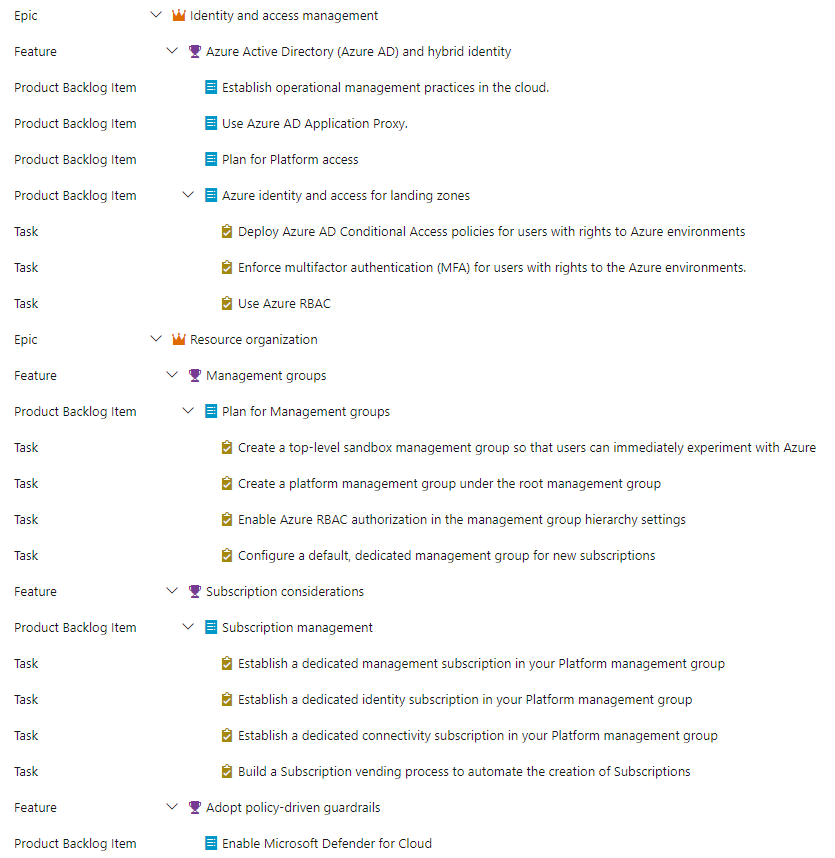 Epic Identity and access management
Feature Azure Active Directory (Azure AD) and hybrid identity
Product Backlog Item Establish operational management practices in the cloud.
Product Backlog Item Use Azure AD Application Proxy.
Product Backlog Item Plan for Platform access
Product Backlog Item Azure identity and access for landing zones
Task Deploy Azure AD Conditional Access policies for users with rights to Azure environments
Task Enforce multifactor authentication (MFA) for users with rights to the Azure environments.
Task Use Azure RBAC
Epic Resource organization
Feature Management groups
Product Backlog Item Plan for Management groups
Task Create a top-level sandbox management group so that users can immediately experiment with Azure
Task Create a platform management group under the root management group
Task Enable Azure RBAC authorization in the management group hierarchy settings
Task Configure a default, dedicated management group for new subscriptions
Feature Subscription considerations
Product Backlog Item Subscription management
Task Establish a dedicated management subscription in your Platform management group
Task Establish a dedicated identity subscription in your Platform management group
Task Establish a dedicated connectivity subscription in your Platform management group
Task Build a Subscription vending process to automate the creation of Subscriptions
Feature Adopt policy-driven guardrails
Product Backlog Item Enable Microsoft Defender for Cloud